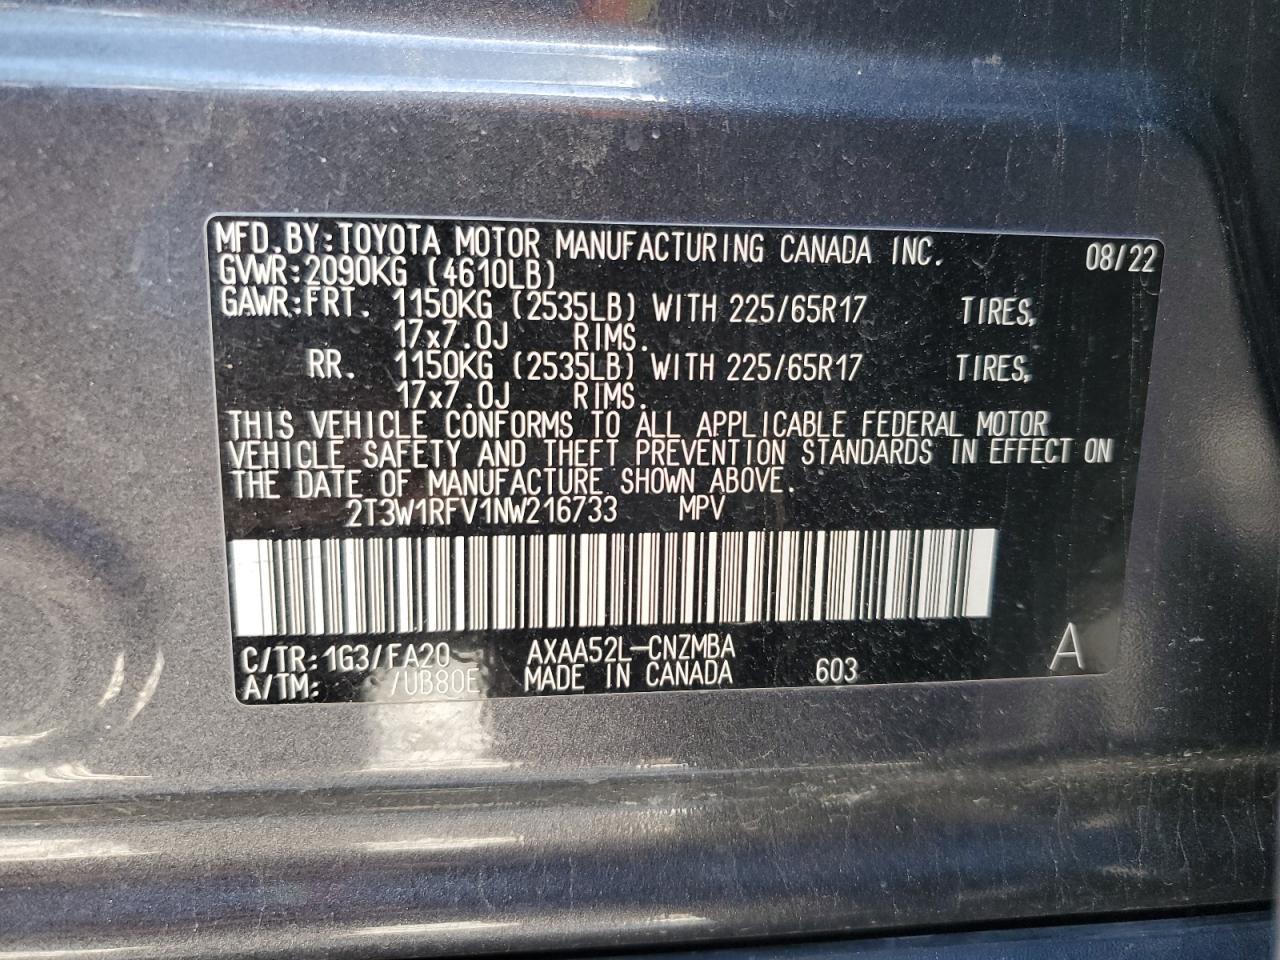 MFD.BY:TOYOTA MOTOR MANUFACTURING CANADA INC. 08/22
GVWR:2090KG (4610LB)
GAWR:FRT. 1150KG (2535LB) WITH 225/65R17 TIRES,
17x7.0J RIMS.
RR. 1150KG (2535LB) WITH 225/65R17 TIRES,
17x7.0J RIMS.
THIS VEHICLE CONFORMS TO ALL APPLICABLE FEDERAL MOTOR
VEHICLE SAFETY AND THEFT PREVENTION STANDARDS IN EFFECT ON
THE DATE OF MANUFACTURE SHOWN ABOVE.
2T3W1RFV1NW216733 MPV
C/TR:1G3/FA20 AXAA52L-CNZMBA
A/TM: /UB80E MADE IN CANADA 603 A